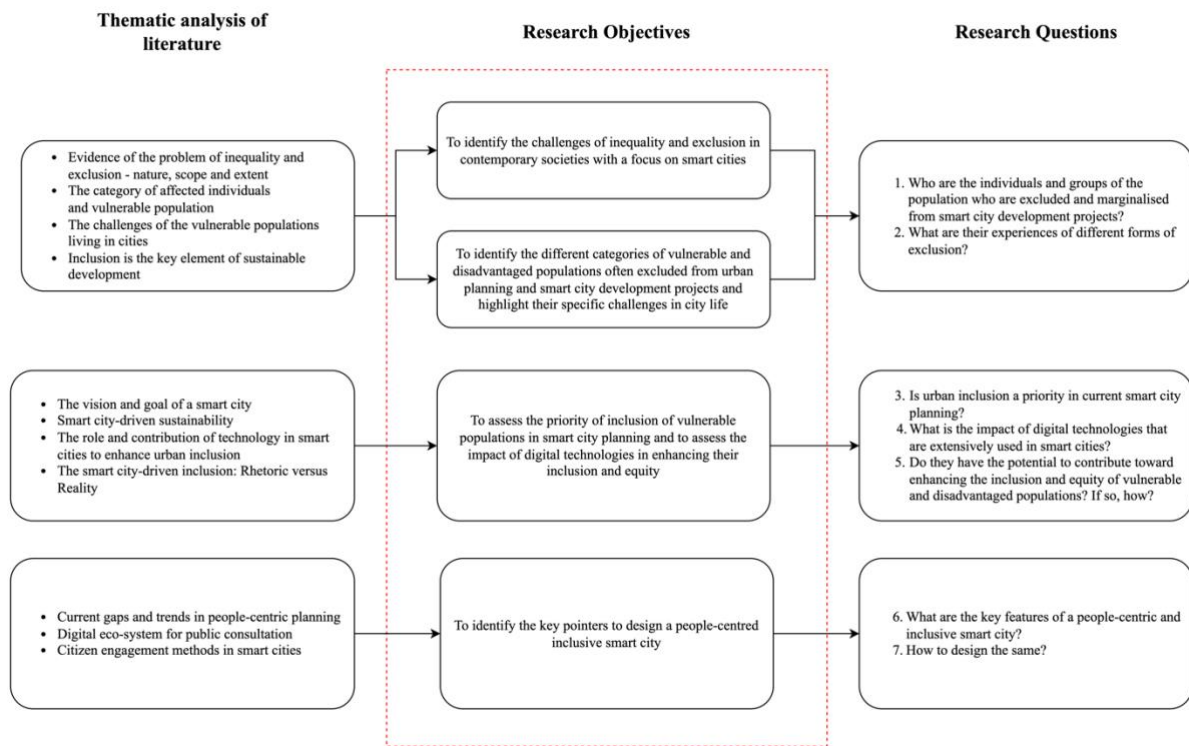 Thematic analysis of
literature
Research Objectives
Research Questions
• Evidence of the problem of inequality and
exclusion - nature, scope and extent
• The category of affected individuals
and vulnerable population
• The challenges of the vulnerable populations
living in cities
• Inclusion is the key element of sustainable
development
To identify the challenges of inequality and exclusion in
contemporary societies with a focus on smart cities
To identify the different categories of vulnerable and
disadvantaged populations often excluded from urban
planning and smart city development projects and
highlight their specific challenges in city life
1. Who are the individuals and groups of the
population who are excluded and marginalised
from smart city development projects?
2. What are their experiences of different forms of
exclusion?
• The vision and goal of a smart city
• Smart city-driven sustainability
• The role and contribution of technology in smart
cities to enhance urban inclusion
• The smart city-driven inclusion: Rhetoric versus
Reality
To assess the priority of inclusion of vulnerable
populations in smart city planning and to assess the
impact of digital technologies in enhancing their
inclusion and equity
3. Is urban inclusion a priority in current smart city
planning?
4. What is the impact of digital technologies that
are extensively used in smart cities?
5. Do they have the potential to contribute toward
enhancing the inclusion and equity of vulnerable
and disadvantaged populations? If so, how?
• Current gaps and trends in people-centric planning
• Digital eco-system for public consultation
• Citizen engagement methods in smart cities
To identify the key pointers to design a people-centred
inclusive smart city
6. What are the key features of a people-centric and
inclusive smart city?
7. How to design the same?